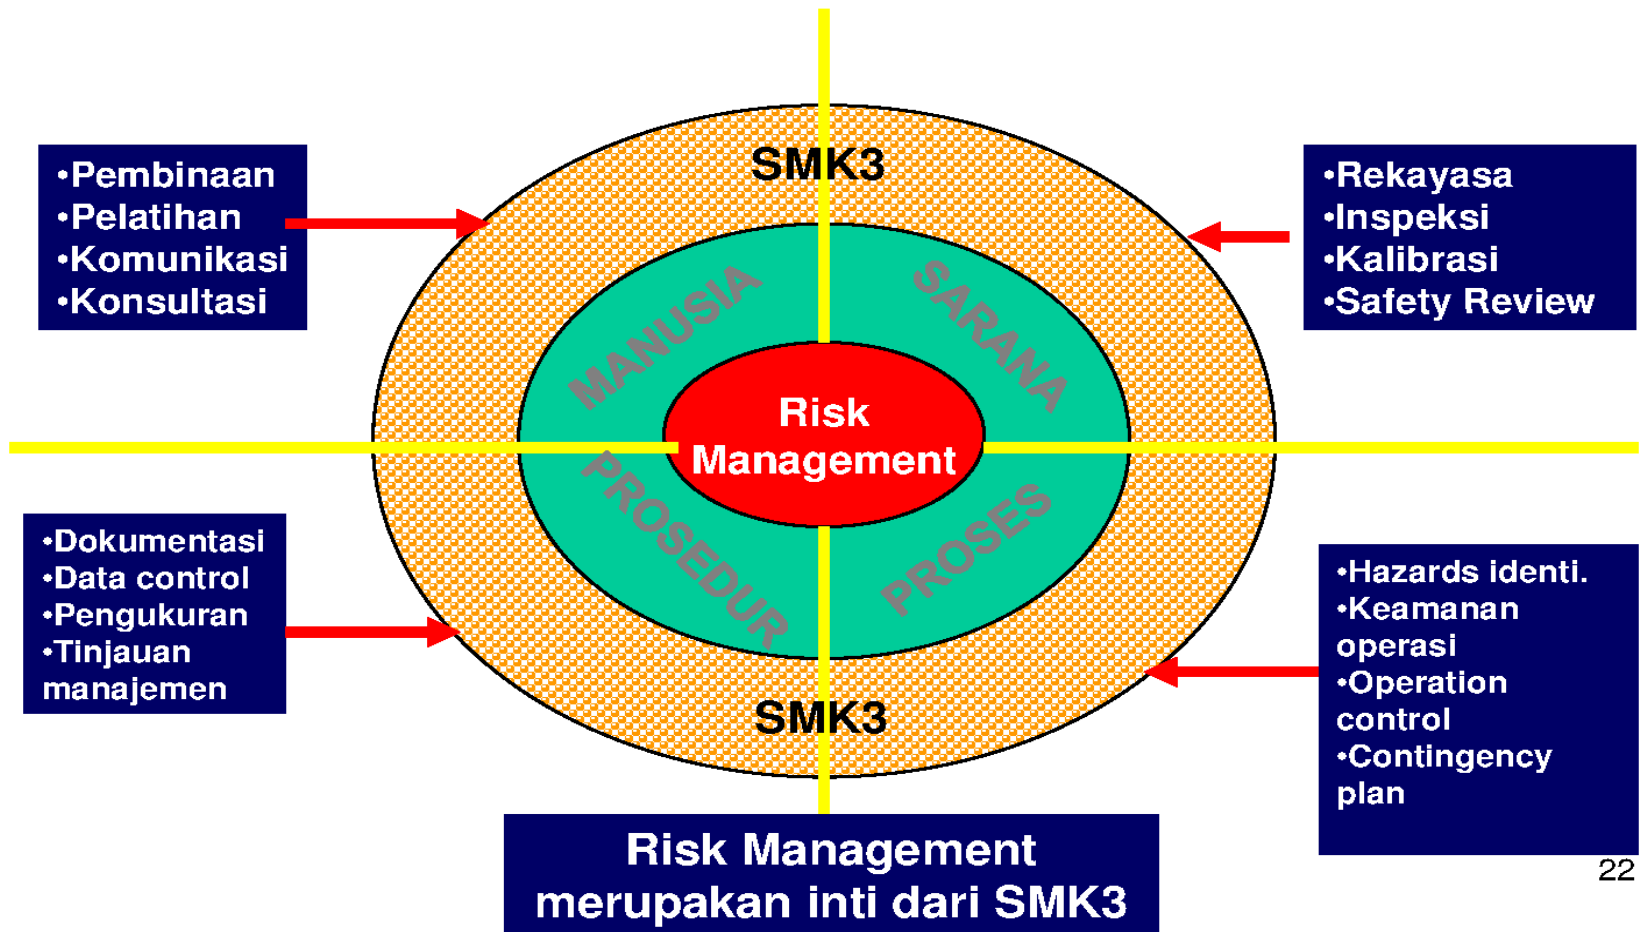 SMK3
•Pembinaan
•Pelatihan
•Komunikasi
•Konsultasi
•Rekayasa
•Inspeksi
•Kalibrasi
•Safety Review
MANUSIA
SARANA
Risk
Management
PROSEDUR
PROSES
•Dokumentasi
•Data control
•Pengukuran
•Tinjauan
manajemen
•Hazards identi.
•Keamanan
operasi
•Operation
control
•Contingency
plan
SMK3
Risk Management
merupakan inti dari SMK3
22